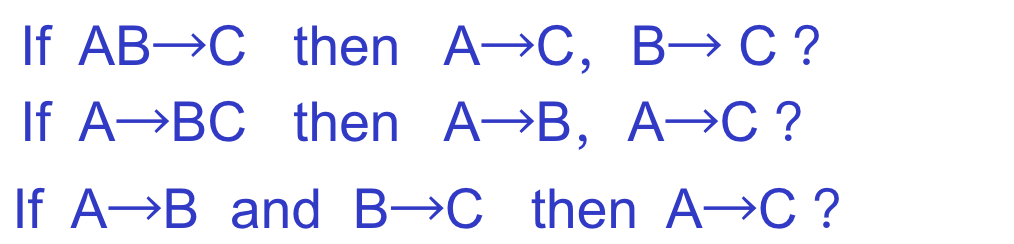 If AB→C then A→C, B→ C ?
If A→BC then A→B, A→C ?
If A→B and B→C then A→C ?